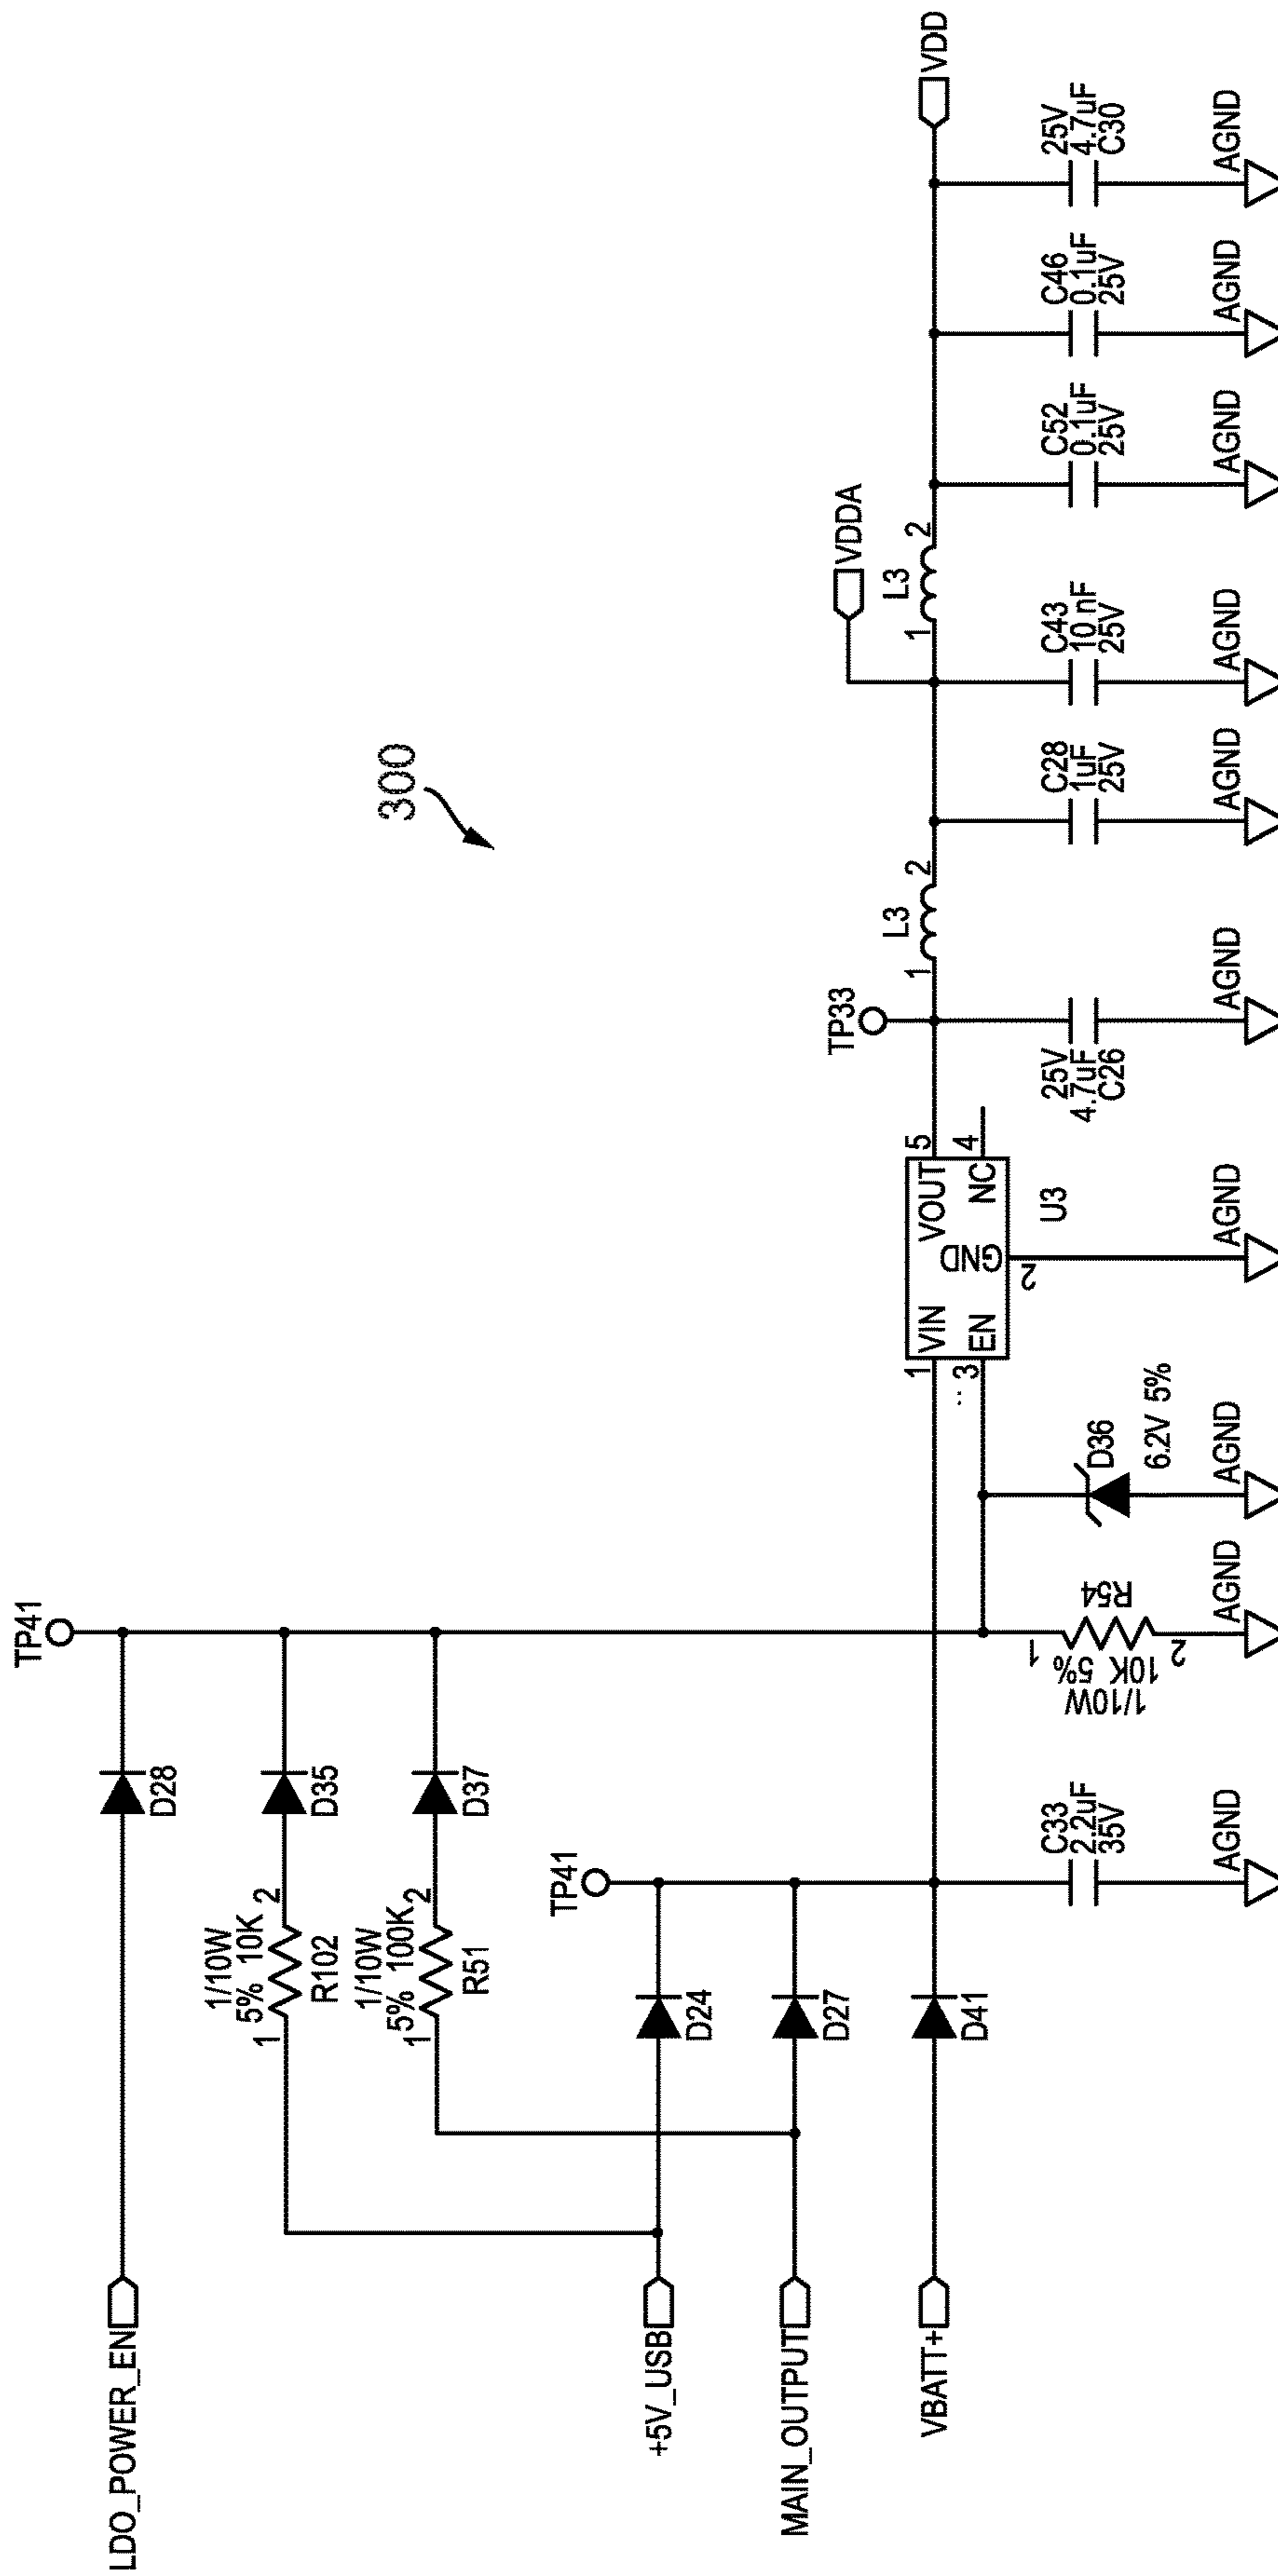 300
LDO_POWER_EN
D28
TP41
1/10W
5% 10K
1
2
R102
D35
1/10W
5% 100K
1
2
R51
D37
+5V_USB
D24
TP41
MAIN_OUTPUT
D27
VBATT+
D41
C33
2.2uF
35V
AGND
1
R54
10K 5%
1/10W
2
AGND
D36
6.2V 5%
AGND
1
VIN
VOUT
5
3
EN
NC
4
GND
2
U3
AGND
TP33
25V
4.7uF
C26
AGND
L3
1
2
C28
1uF
25V
AGND
VDDA
C43
10 nF
25V
AGND
L3
1
2
C52
0.1uF
25V
AGND
C46
0.1uF
25V
AGND
25V
4.7uF
C30
AGND
VDD